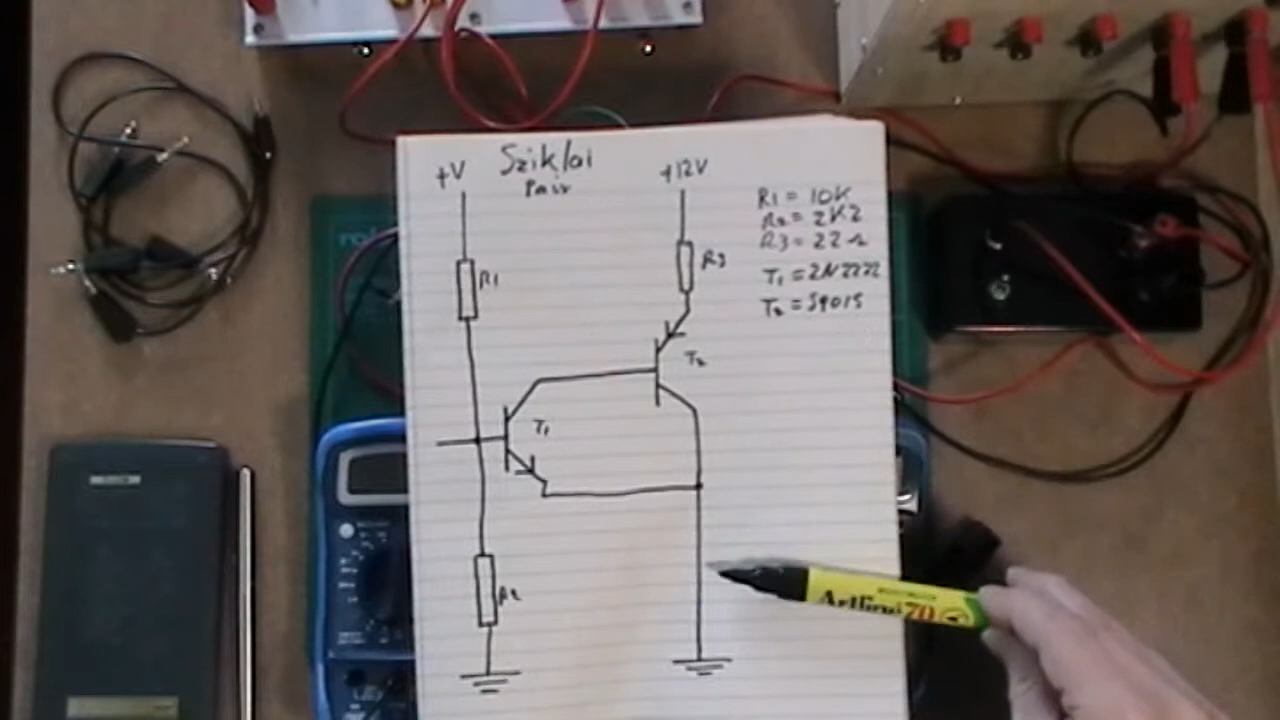 Sziklai
Pair
+V
+12V
R1 = 10K
R2 = 2K2
R3 = 22Ω
T1 = 2N2222
T2 = S9015
R1
R3
T2
T1
R2
Artline 70